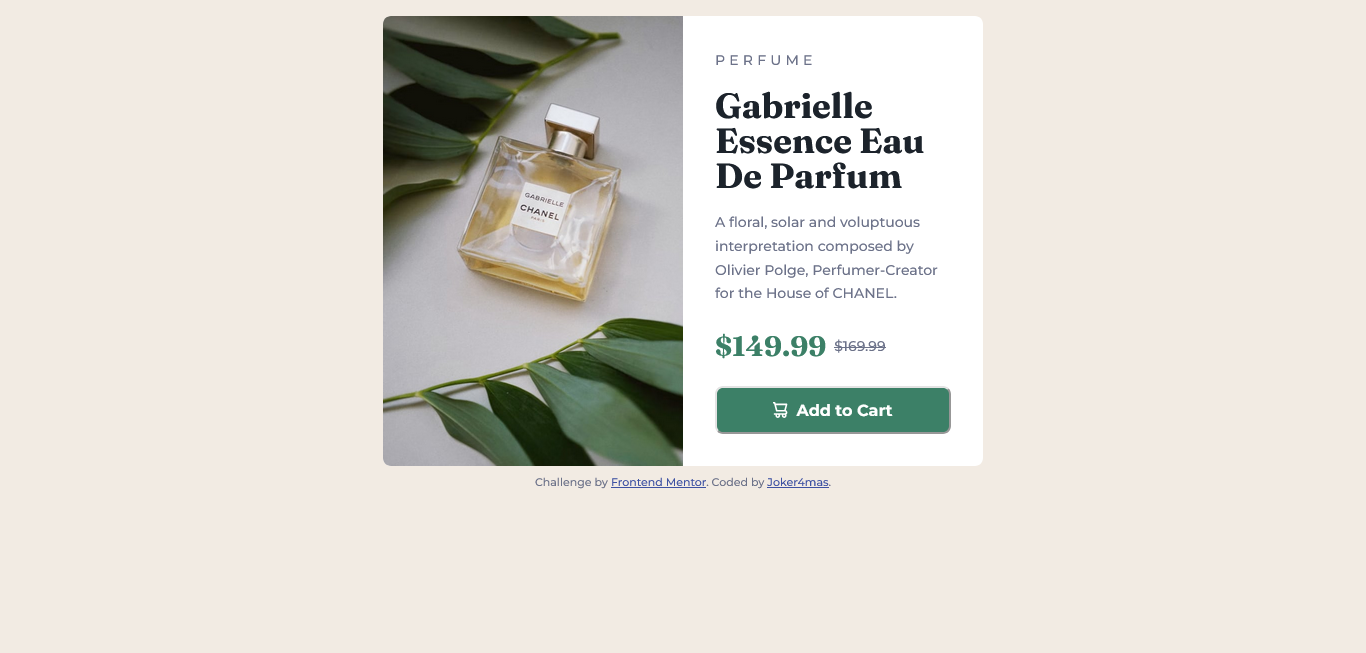 GABRIELLE
CHANEL
PARIS
PERFUME
Gabrielle
Essence Eau
De Parfum
A floral, solar and voluptuous
interpretation composed by
Olivier Polge, Perfumer-Creator
for the House of CHANEL.
$149.99 $169.99
Add to Cart
Challenge by Frontend Mentor. Coded by Joker4mas.